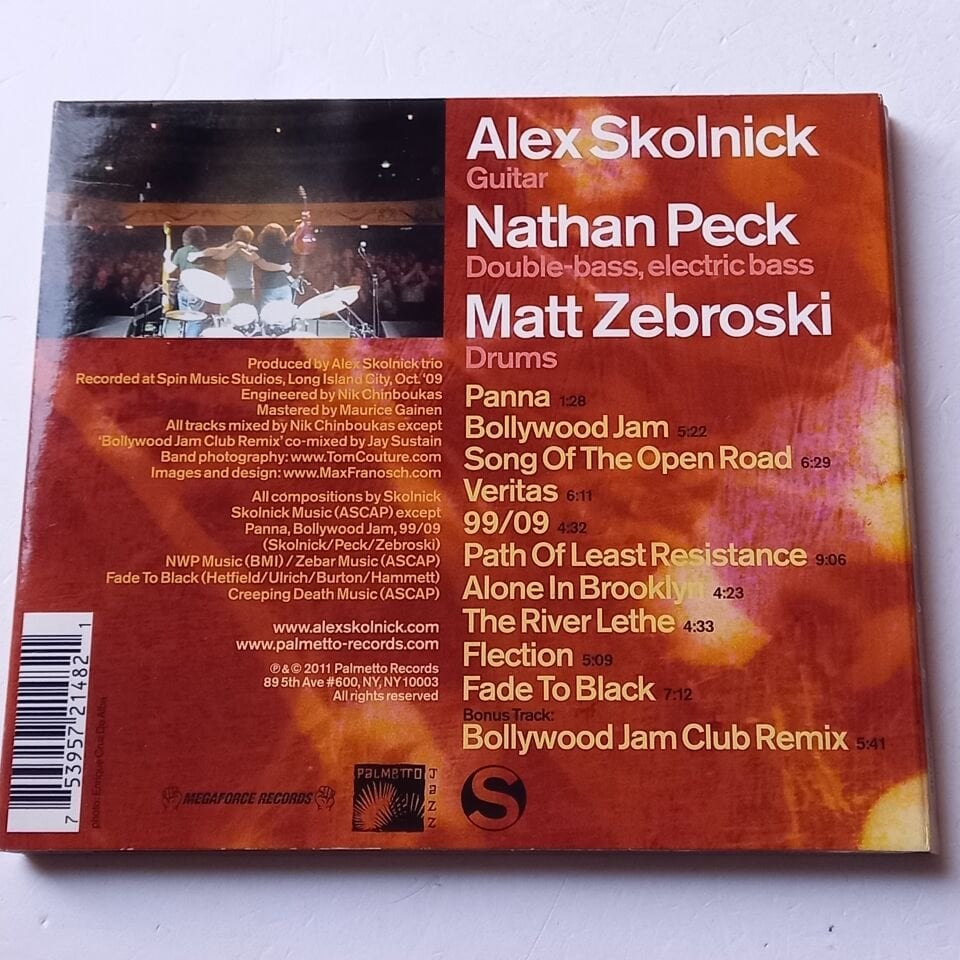 Alex Skolnick
Guitar
Nathan Peck
Double-bass, electric bass
Matt Zebroski
Drums
Panna 1:28
Bollywood Jam 5:22
Song Of The Open Road 6:29
Veritas 6:11
99/09 4:32
Path Of Least Resistance 9:06
Alone In Brooklyn 4:23
The River Lethe 4:33
Flection 5:09
Fade To Black 7:12
Bonus Track:
Bollywood Jam Club Remix 5:41
Produced by Alex Skolnick trio
Recorded at Spin Music Studios, Long Island City, Oct. '09
Engineered by Nik Chinboukas
Mastered by Maurice Gainen
All tracks mixed by Nik Chinboukas except
'Bollywood Jam Club Remix' co-mixed by Jay Sustain
Band photography: www.TomCouture.com
Images and design: www.MaxFranosch.com
All compositions by Skolnick
Skolnick Music (ASCAP) except
Panna, Bollywood Jam, 99/09
(Skolnick/Peck/Zebroski)
NWP Music (BMI) / Zebar Music (ASCAP)
Fade To Black (Hetfield/Ulrich/Burton/Hammett)
Creeping Death Music (ASCAP)
www.alexskolnick.com
www.palmetto-records.com
℗ & © 2011 Palmetto Records
89 5th Ave #600, NY, NY 10003
All rights reserved
7 53957 21482 1
photo: Enrique Cruz De Alba
MEGAFORCE RECORDS
PALMETTO
JAZZ
S